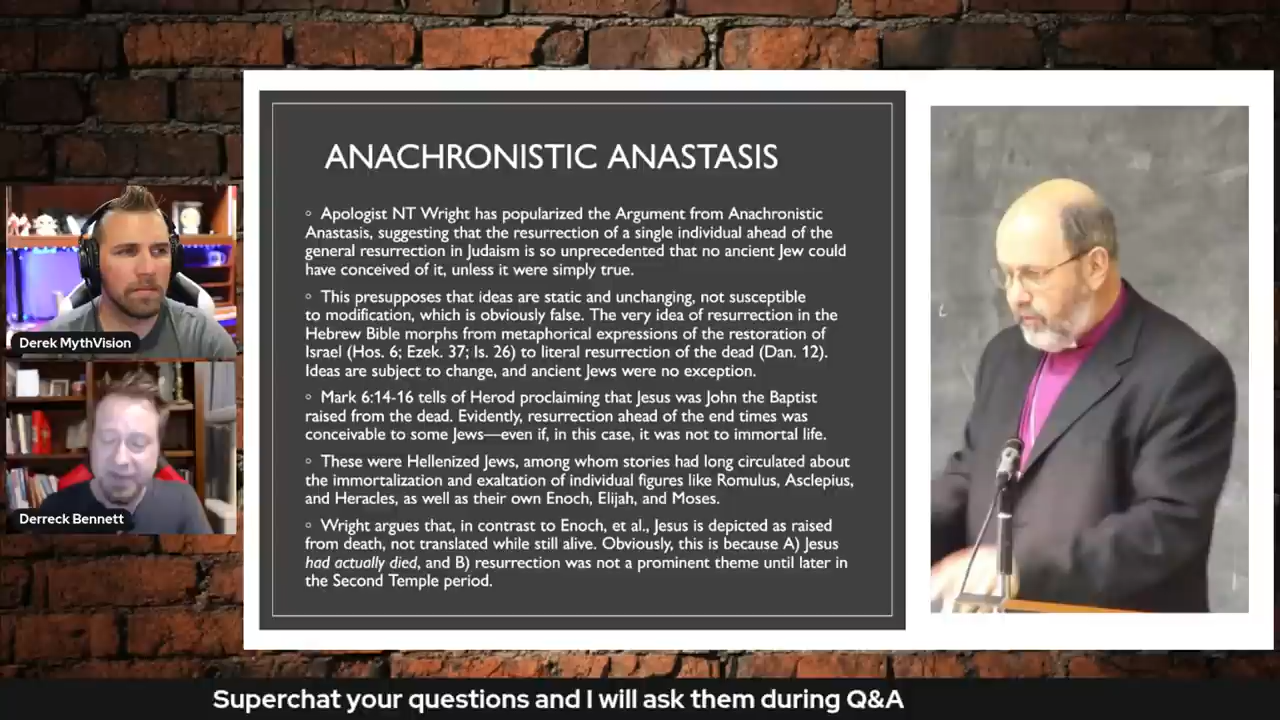 ANACHRONISTIC ANASTASIS
◦ Apologist NT Wright has popularized the Argument from Anachronistic
Anastasis, suggesting that the resurrection of a single individual ahead of the
general resurrection in Judaism is so unprecedented that no ancient Jew could
have conceived of it, unless it were simply true.
◦ This presupposes that ideas are static and unchanging, not susceptible
to modification, which is obviously false. The very idea of resurrection in the
Hebrew Bible morphs from metaphorical expressions of the restoration of
Israel (Hos. 6; Ezek. 37; Is. 26) to literal resurrection of the dead (Dan. 12).
Ideas are subject to change, and ancient Jews were no exception.
◦ Mark 6:14-16 tells of Herod proclaiming that Jesus was John the Baptist
raised from the dead. Evidently, resurrection ahead of the end times was
conceivable to some Jews—even if, in this case, it was not to immortal life.
◦ These were Hellenized Jews, among whom stories had long circulated about
the immortalization and exaltation of individual figures like Romulus, Asclepius,
and Heracles, as well as their own Enoch, Elijah, and Moses.
◦ Wright argues that, in contrast to Enoch, et al., Jesus is depicted as raised
from death, not translated while still alive. Obviously, this is because A) Jesus
had actually died, and B) resurrection was not a prominent theme until later in
the Second Temple period.
Derek MythVision
Derreck Bennett
Superchat your questions and I will ask them during Q&A